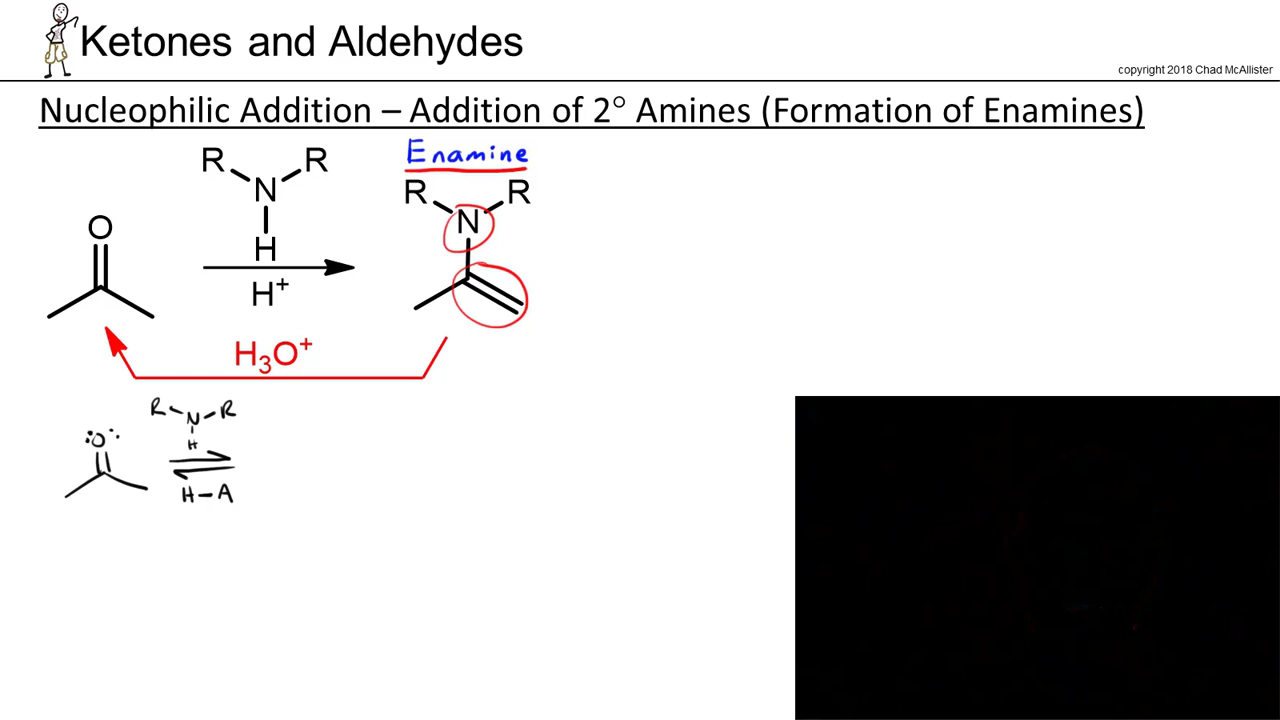 Ketones and Aldehydes
copyright 2018 Chad McAllister
Nucleophilic Addition – Addition of 2° Amines (Formation of Enamines)
Enamine
R R
N
H
R R
N
O
H⁺
H₃O⁺
R N R
H
:O:
H–A